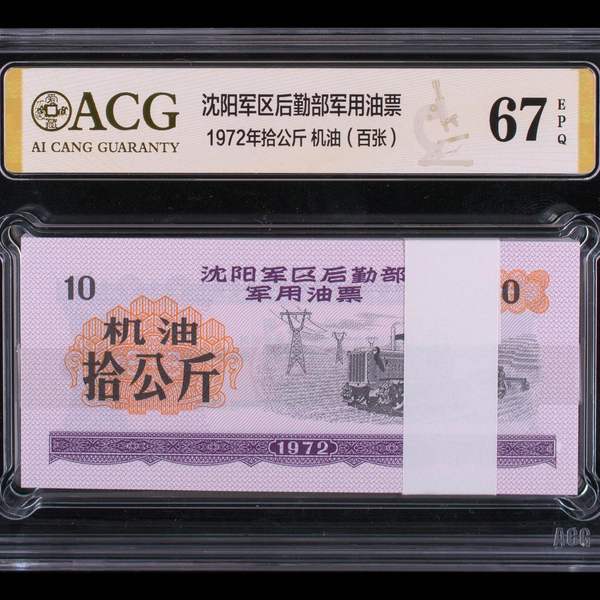 ACG
AI CANG GUARANTY
沈阳军区后勤部军用油票
1972年拾公斤 机油（百张）
67
EPQ
10
沈阳军区后勤部
军用油票
0
机油
拾公斤
1972
ACG